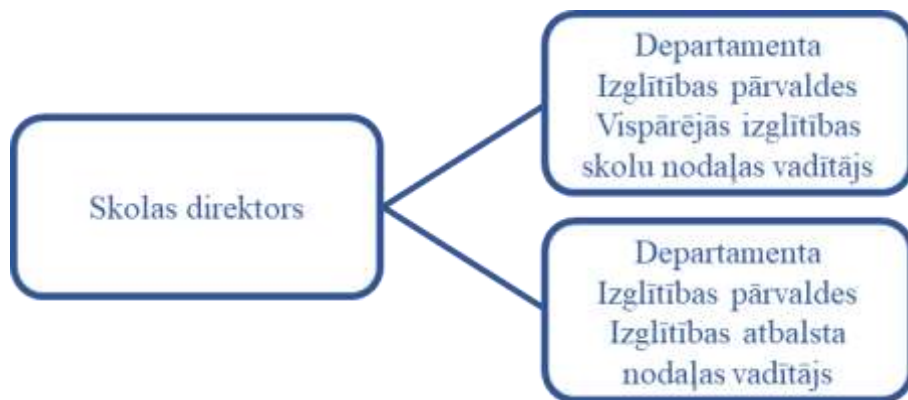 Skolas direktors
Departamenta
Izglītības pārvaldes
Vispārējās izglītības
skolu nodaļas vadītājs
Departamenta
Izglītības pārvaldes
Izglītības atbalsta
nodaļas vadītājs